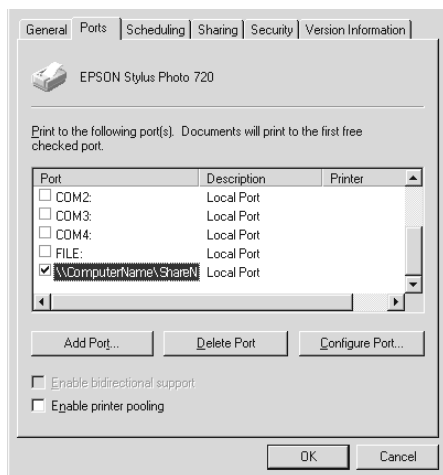 General Ports Scheduling Sharing Security Version Information
EPSON Stylus Photo 720
Print to the following port(s). Documents will print to the first free
checked port.
Port Description Printer
COM2: Local Port
COM3: Local Port
COM4: Local Port
FILE: Local Port
\\ComputerName\ShareN Local Port
Add Port... Delete Port Configure Port...
Enable bidirectional support
Enable printer pooling
OK Cancel